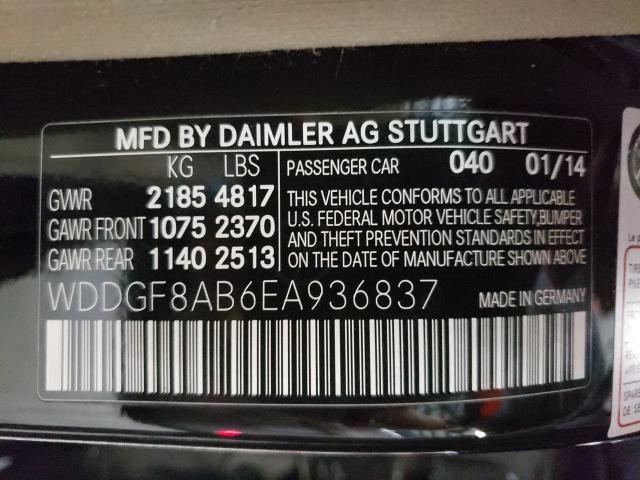 MFD BY DAIMLER AG STUTTGART
KG LBS
GWWR 2185 4817
GAWR FRONT 1075 2370
GAWR REAR 1140 2513
PASSENGER CAR 040 01/14
THIS VEHICLE CONFORMS TO ALL APPLICABLE
U.S. FEDERAL MOTOR VEHICLE SAFETY,BUMPER
AND THEFT PREVENTION STANDARDS IN EFFECT
ON THE DATE OF MANUFACTURE SHOWN ABOVE
WDDGF8AB6EA936837 MADE IN GERMANY